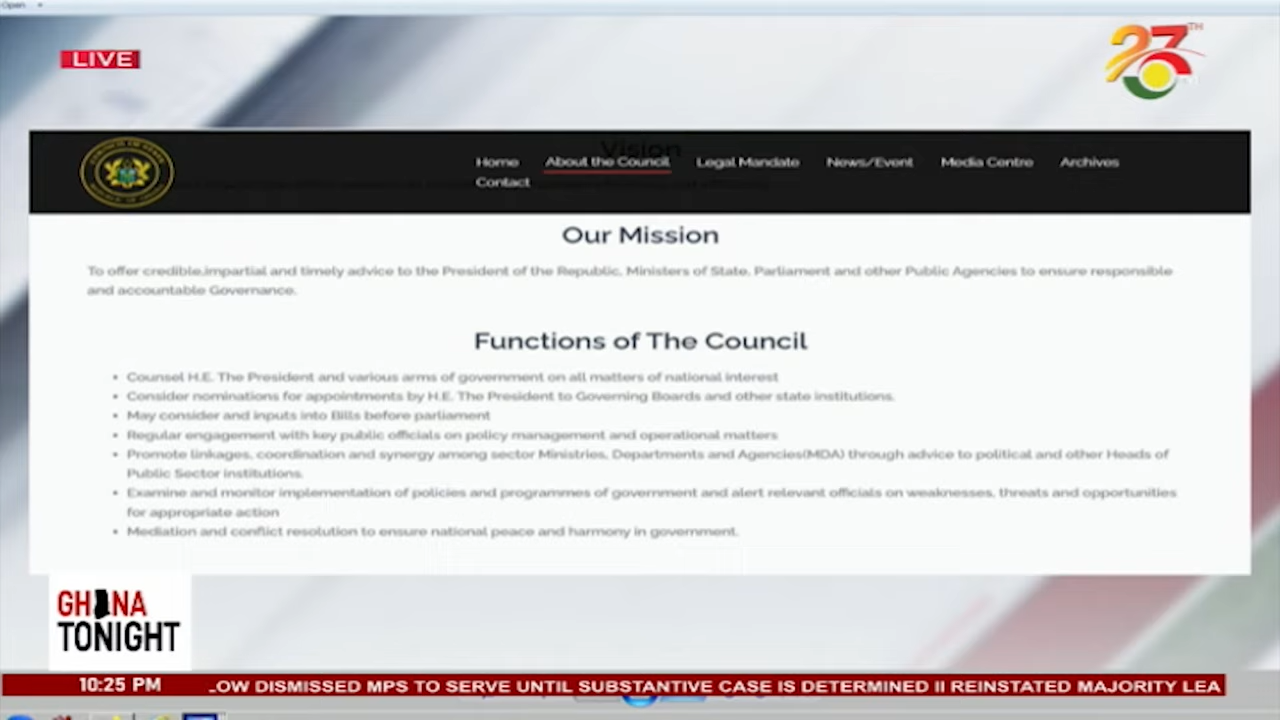 Open
LIVE
23TH
Vision
Home About the Council Legal Mandate News/Event Media Centre Archives
Contact
Our Mission
To offer credible,impartial and timely advice to the President of the Republic, Ministers of State, Parliament and other Public Agencies to ensure responsible
and accountable Governance.
Functions of The Council
• Counsel H.E. The President and various arms of government on all matters of national interest
• Consider nominations for appointments by H.E. The President to Governing Boards and other state institutions.
• May consider and inputs into Bills before parliament
• Regular engagement with key public officials on policy management and operational matters
• Promote linkages, coordination and synergy among sector Ministries, Departments and Agencies(MDA) through advice to political and other Heads of
Public Sector institutions.
• Examine and monitor implementation of policies and programmes of government and alert relevant officials on weaknesses, threats and opportunities
for appropriate action
• Mediation and conflict resolution to ensure national peace and harmony in government.
GHANA
TONIGHT
10:25 PM LOW DISMISSED MPS TO SERVE UNTIL SUBSTANTIVE CASE IS DETERMINED II REINSTATED MAJORITY LEA